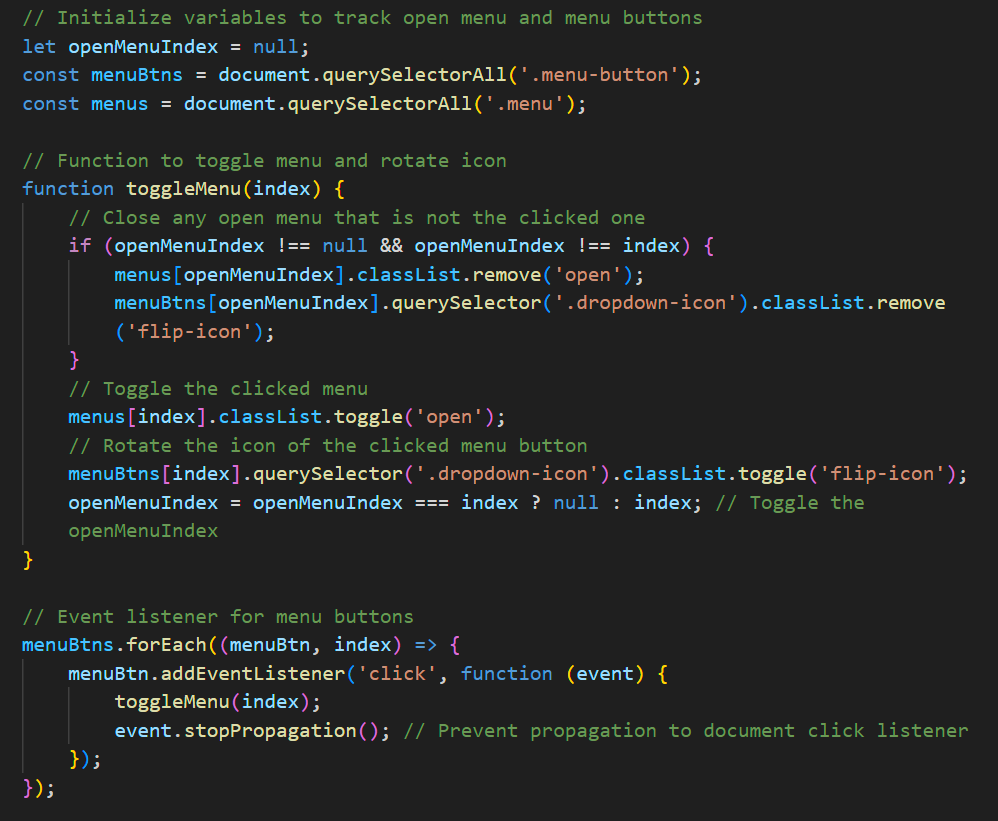 // Initialize variables to track open menu and menu buttons
let openMenuIndex = null;
const menuBtns = document.querySelectorAll('.menu-button');
const menus = document.querySelectorAll('.menu');

// Function to toggle menu and rotate icon
function toggleMenu(index) {
    // Close any open menu that is not the clicked one
    if (openMenuIndex !== null && openMenuIndex !== index) {
        menus[openMenuIndex].classList.remove('open');
        menuBtns[openMenuIndex].querySelector('.dropdown-icon').classList.remove
        ('flip-icon');
    }
    // Toggle the clicked menu
    menus[index].classList.toggle('open');
    // Rotate the icon of the clicked menu button
    menuBtns[index].querySelector('.dropdown-icon').classList.toggle('flip-icon');
    openMenuIndex = openMenuIndex === index ? null : index; // Toggle the
    openMenuIndex
}

// Event listener for menu buttons
menuBtns.forEach((menuBtn, index) => {
    menuBtn.addEventListener('click', function (event) {
        toggleMenu(index);
        event.stopPropagation(); // Prevent propagation to document click listener
    });
});